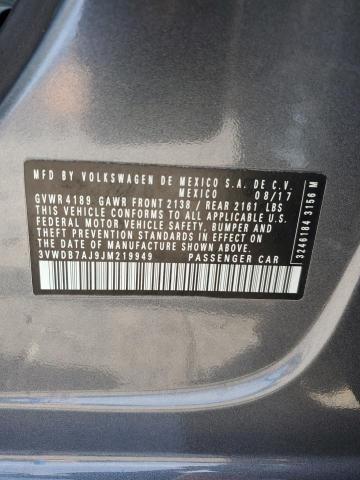 MFD BY VOLKSWAGEN DE MEXICO S.A. DE C.V.
MEXICO 08/17
GVWR 4189 GAWR FRONT 2138 / REAR 2161 LBS
THIS VEHICLE CONFORMS TO ALL APPLICABLE U.S.
FEDERAL MOTOR VEHICLE SAFETY, BUMPER, AND
THEFT PREVENTION STANDARDS IN EFFECT ON
THE DATE OF MANUFACTURE SHOWN ABOVE.
3VWDB7AJ9JM219949 PASSENGER CAR
3246184 3156 M